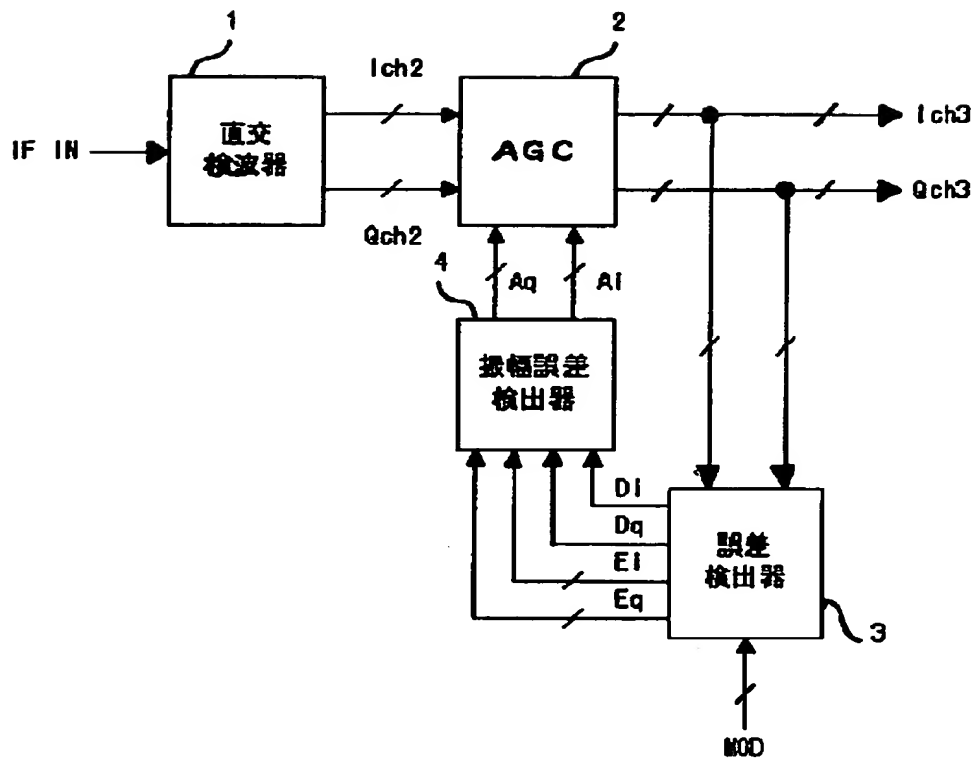 1
2
Ich2
IF IN
直交
検波器
AGC
Ich3
Qch3
Qch2
4
Aq
Ai
振幅誤差
検出器
Di
Dq
Ei
Eq
誤差
検出器
3
MOD